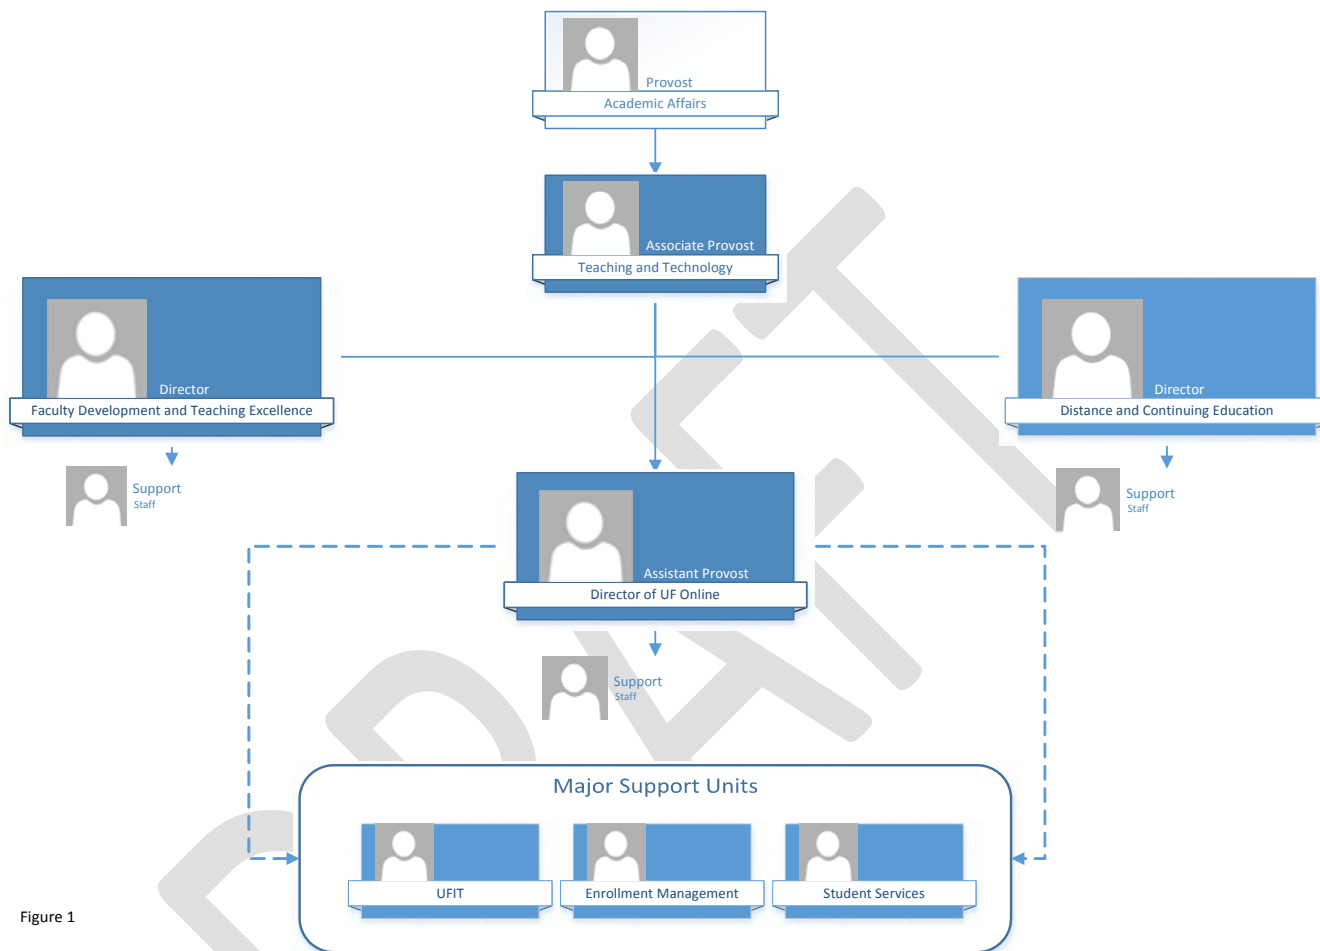 Provost
Academic Affairs
Associate Provost
Teaching and Technology
Director
Faculty Development and Teaching Excellence
Director
Distance and Continuing Education
Support
Staff
Support
Staff
Assistant Provost
Director of UF Online
Support
Staff
DRAFT
Major Support Units
UFIT
Enrollment Management
Student Services
Figure 1